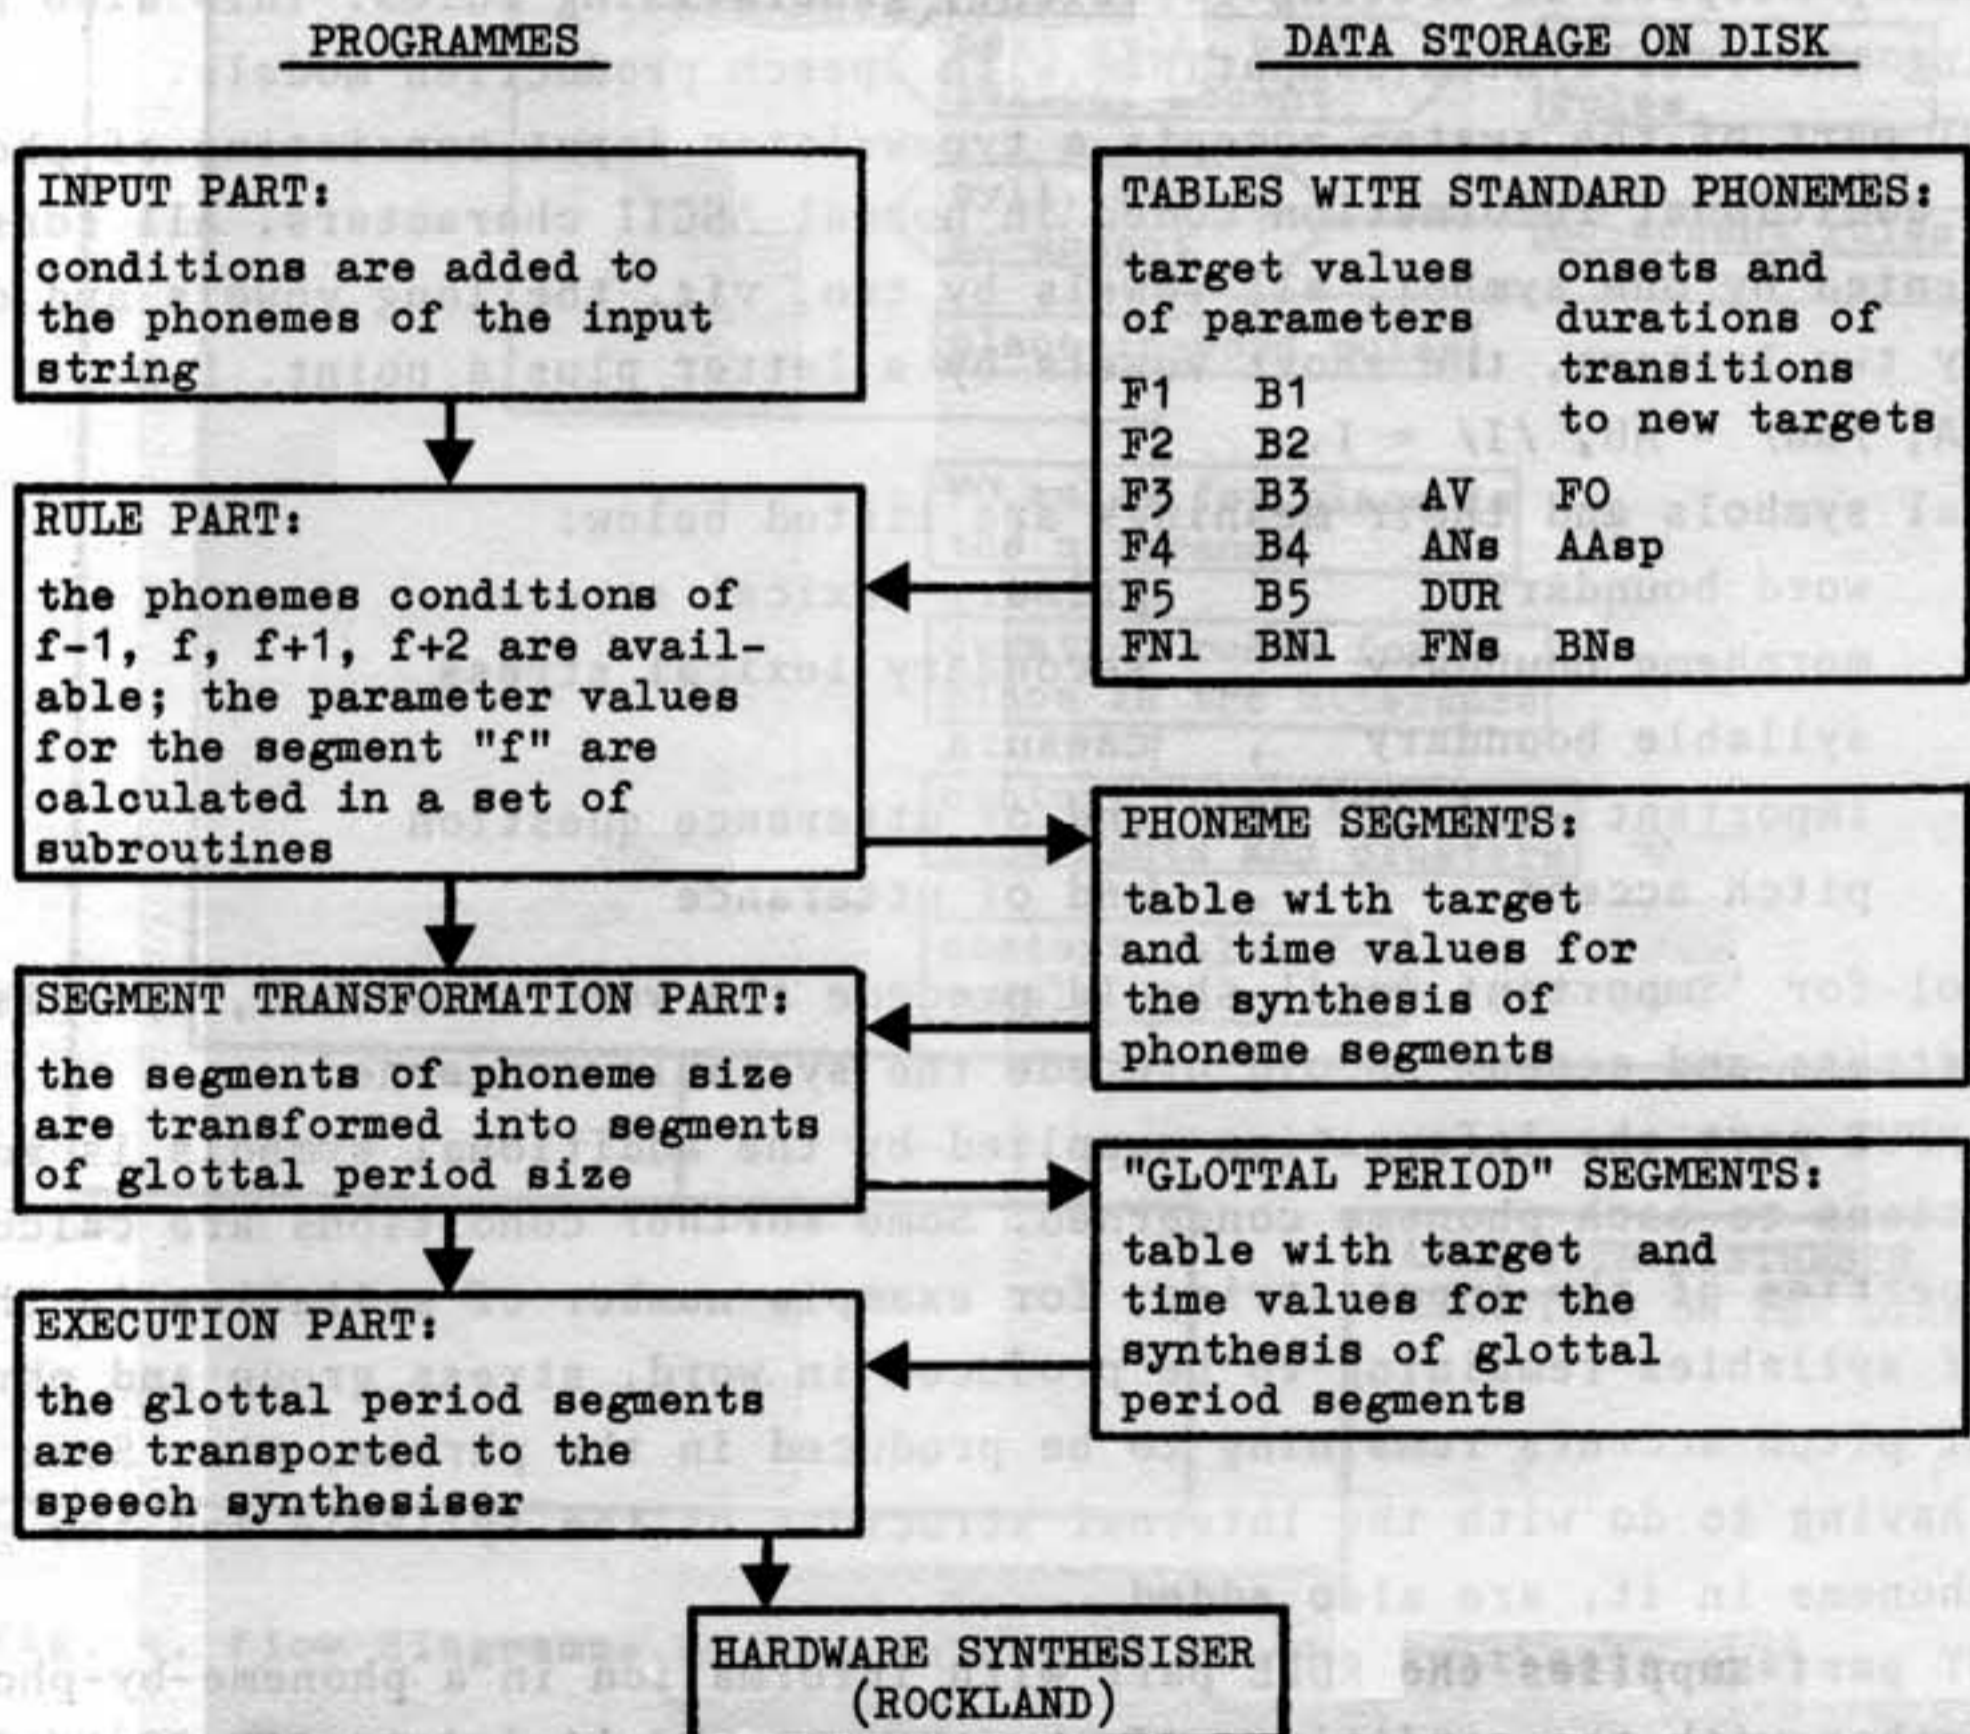 PROGRAMMES
DATA STORAGE ON DISK
INPUT PART:
conditions are added to
the phonemes of the input
string
RULE PART:
the phonemes conditions of
f-1, f, f+1, f+2 are avail-
able; the parameter values
for the segment "f" are
calculated in a set of
subroutines
SEGMENT TRANSFORMATION PART:
the segments of phoneme size
are transformed into segments
of glottal period size
EXECUTION PART:
the glottal period segments
are transported to the
speech synthesiser
TABLES WITH STANDARD PHONEMES:
target values
of parameters
onsets and
durations of
transitions
to new targets
F1 B1
F2 B2
F3 B3 AV FO
F4 B4 ANs AAsp
F5 B5 DUR
FN1 BN1 FNs BNs
PHONEME SEGMENTS:
table with target
and time values for
the synthesis of
phoneme segments
"GLOTTAL PERIOD" SEGMENTS:
table with target and
time values for the
synthesis of glottal
period segments
HARDWARE SYNTHESISER
(ROCKLAND)